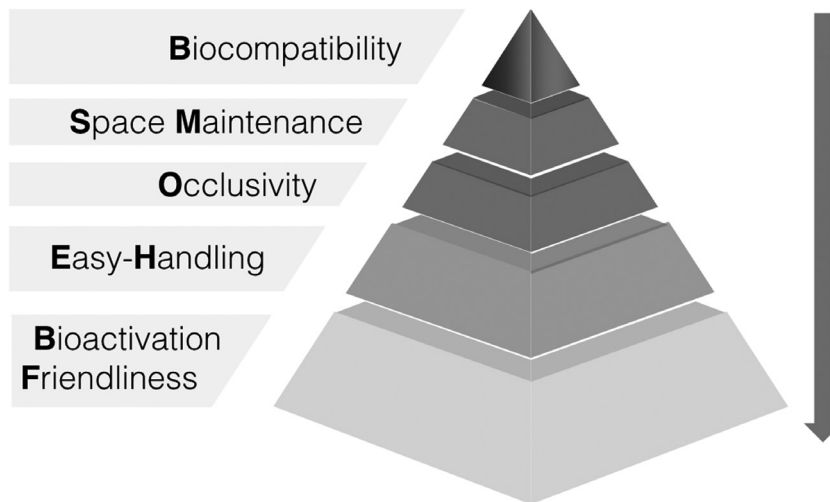 Biocompatibility
Space Maintenance
Occlusivity
Easy-Handling
Bioactivation
Friendliness